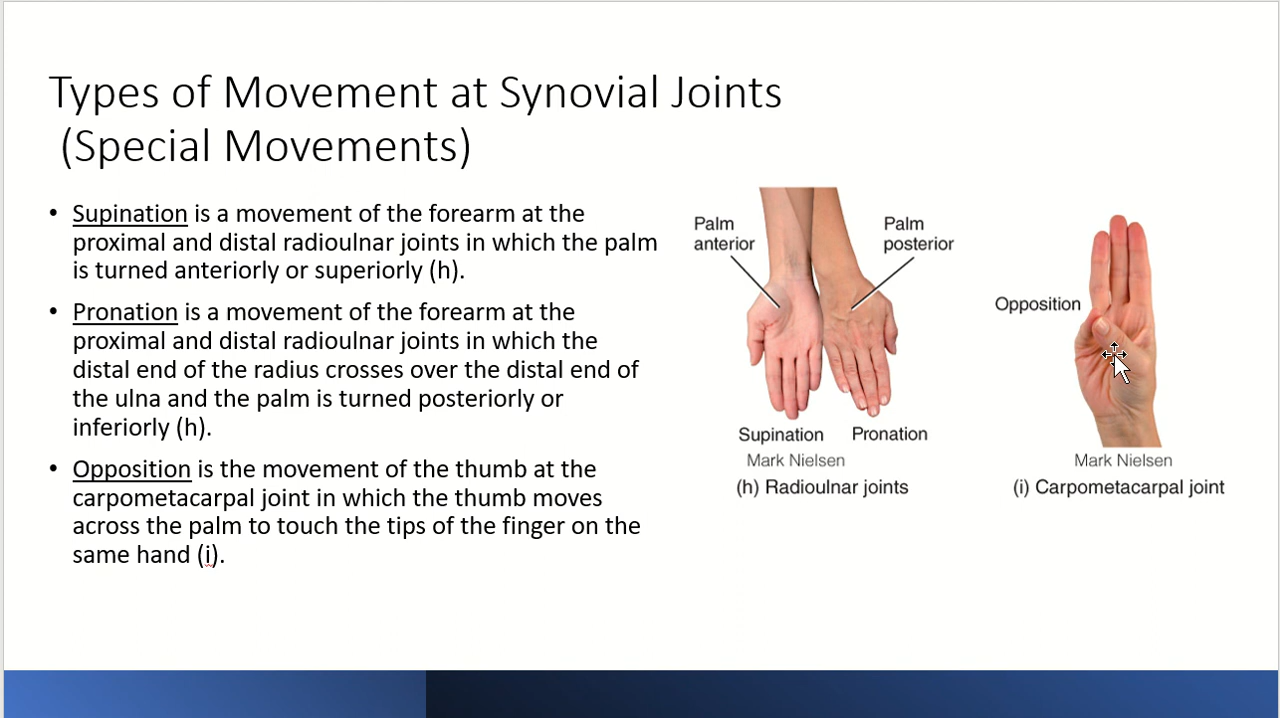 Types of Movement at Synovial Joints
(Special Movements)
• Supination is a movement of the forearm at the
proximal and distal radioulnar joints in which the palm
is turned anteriorly or superiorly (h).
• Pronation is a movement of the forearm at the
proximal and distal radioulnar joints in which the
distal end of the radius crosses over the distal end of
the ulna and the palm is turned posteriorly or
inferiorly (h).
• Opposition is the movement of the thumb at the
carpometacarpal joint in which the thumb moves
across the palm to touch the tips of the finger on the
same hand (i).
Palm
anterior
Palm
posterior
Supination
Pronation
Mark Nielsen
(h) Radioulnar joints
Opposition
Mark Nielsen
(i) Carpometacarpal joint